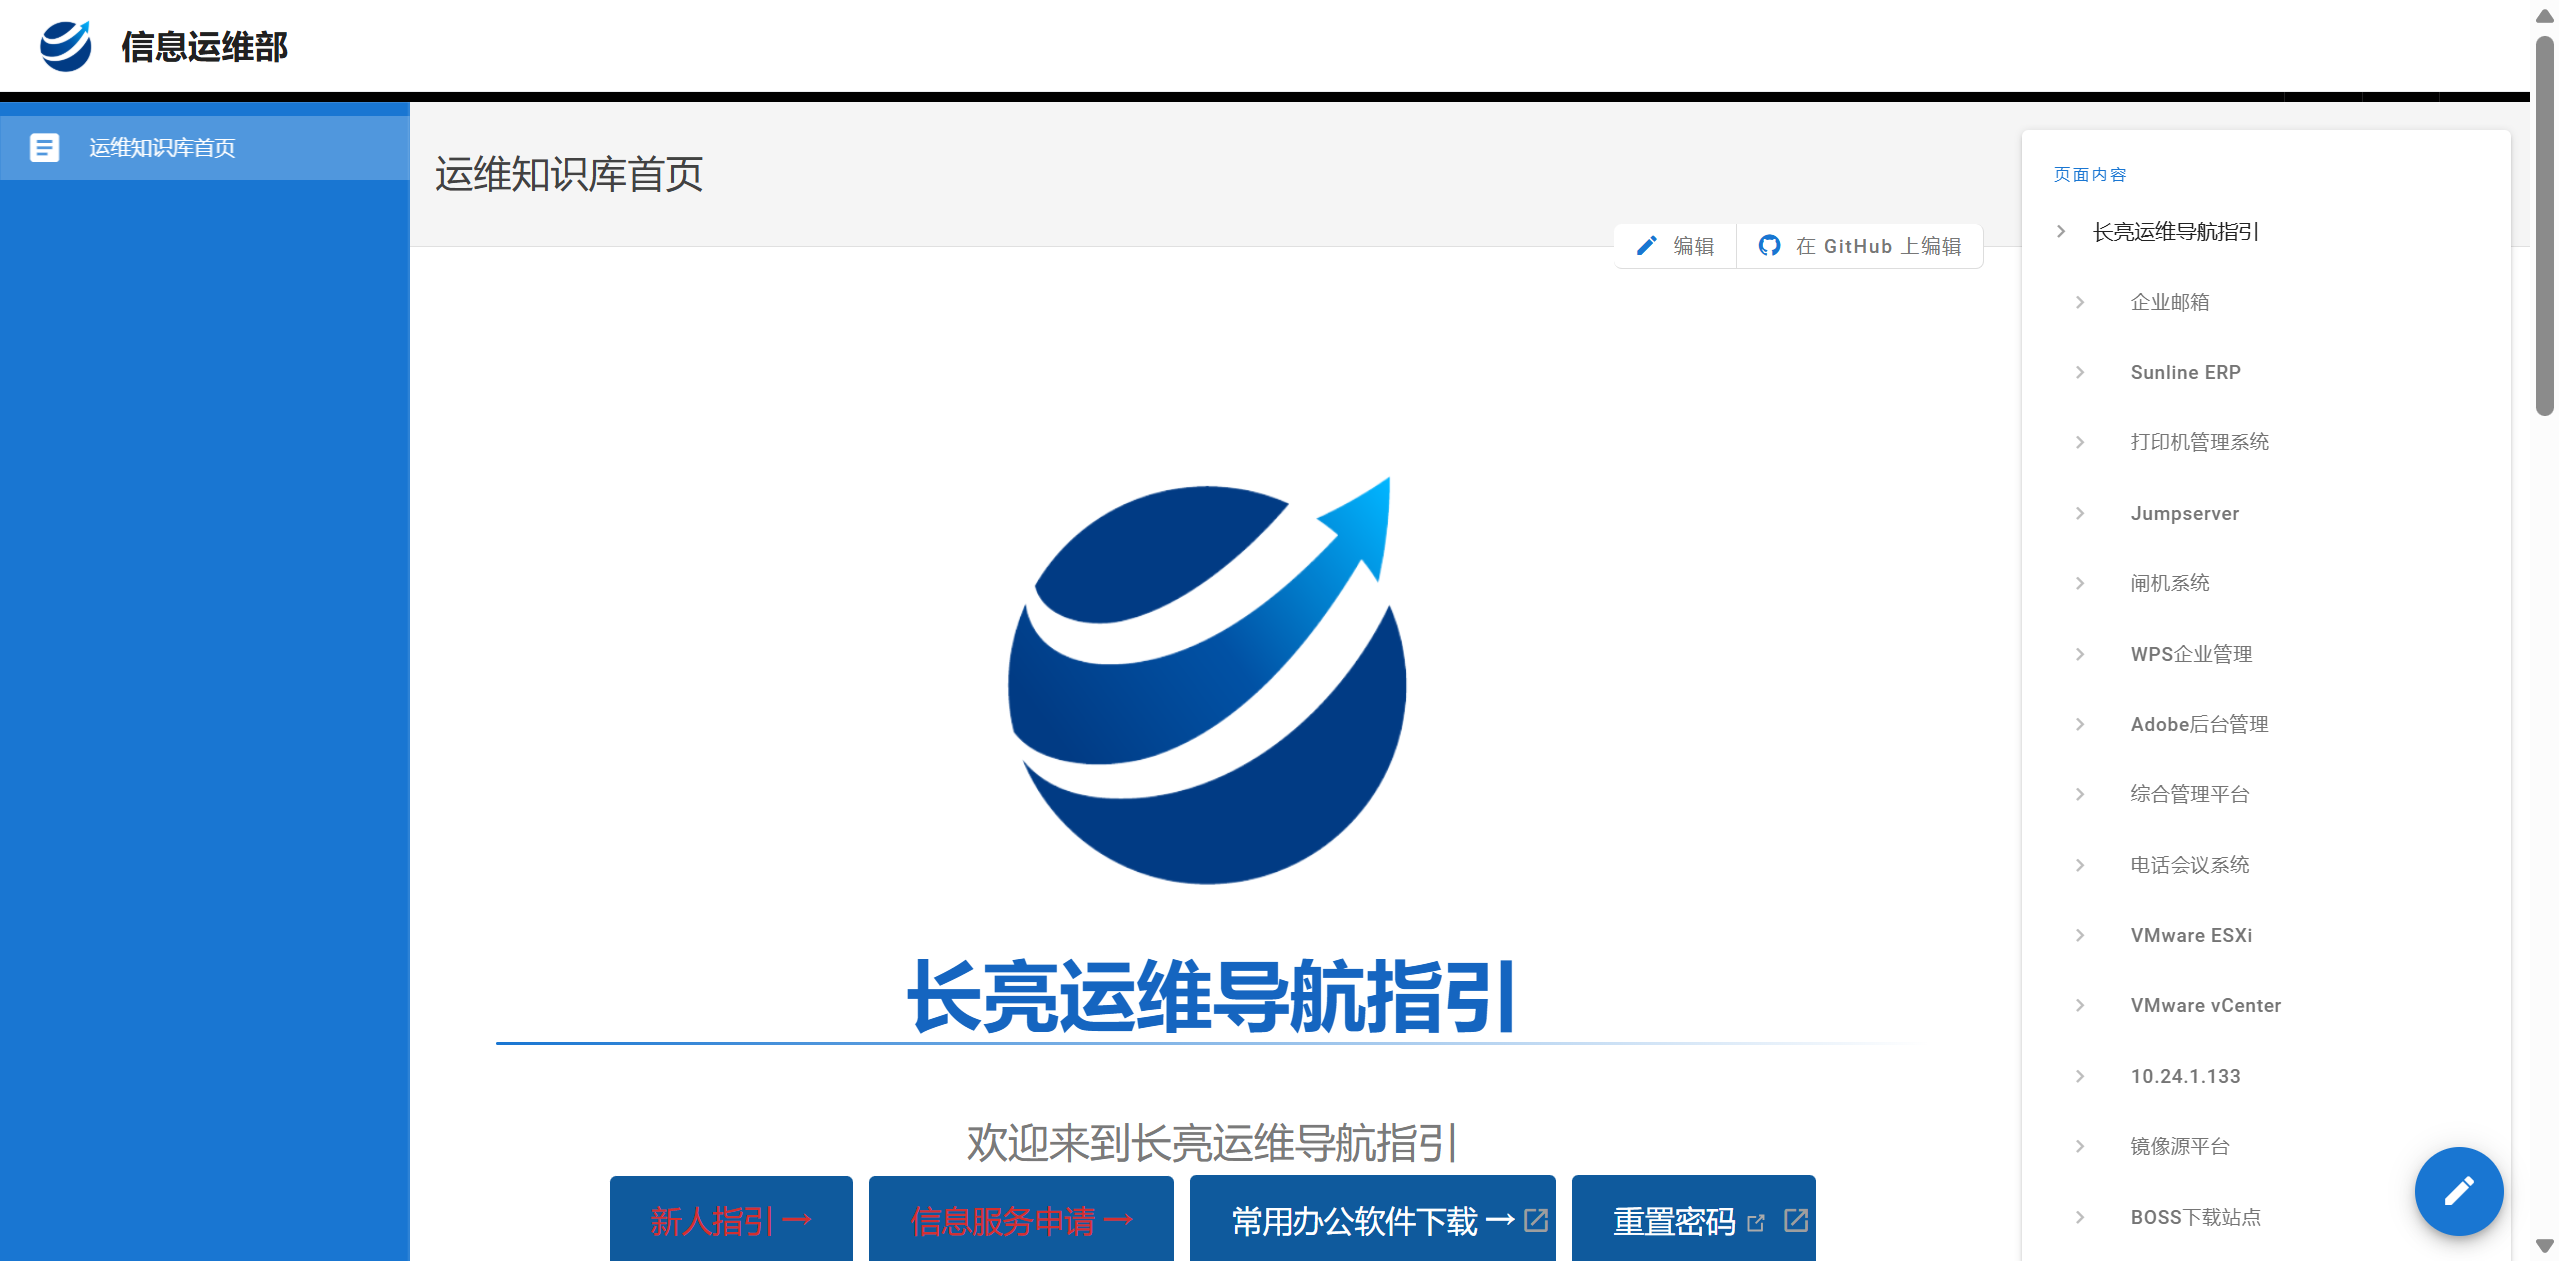 信息运维部
运维知识库首页
运维知识库首页
编辑
在 GitHub 上编辑
长亮运维导航指引
欢迎来到长亮运维导航指引
新人指引 →
信息服务申请 →
常用办公软件下载 →
重置密码
页面内容
长亮运维导航指引
企业邮箱
Sunline ERP
打印机管理系统
Jumpserver
闸机系统
WPS企业管理
Adobe后台管理
综合管理平台
电话会议系统
VMware ESXi
VMware vCenter
10.24.1.133
镜像源平台
BOSS下载站点